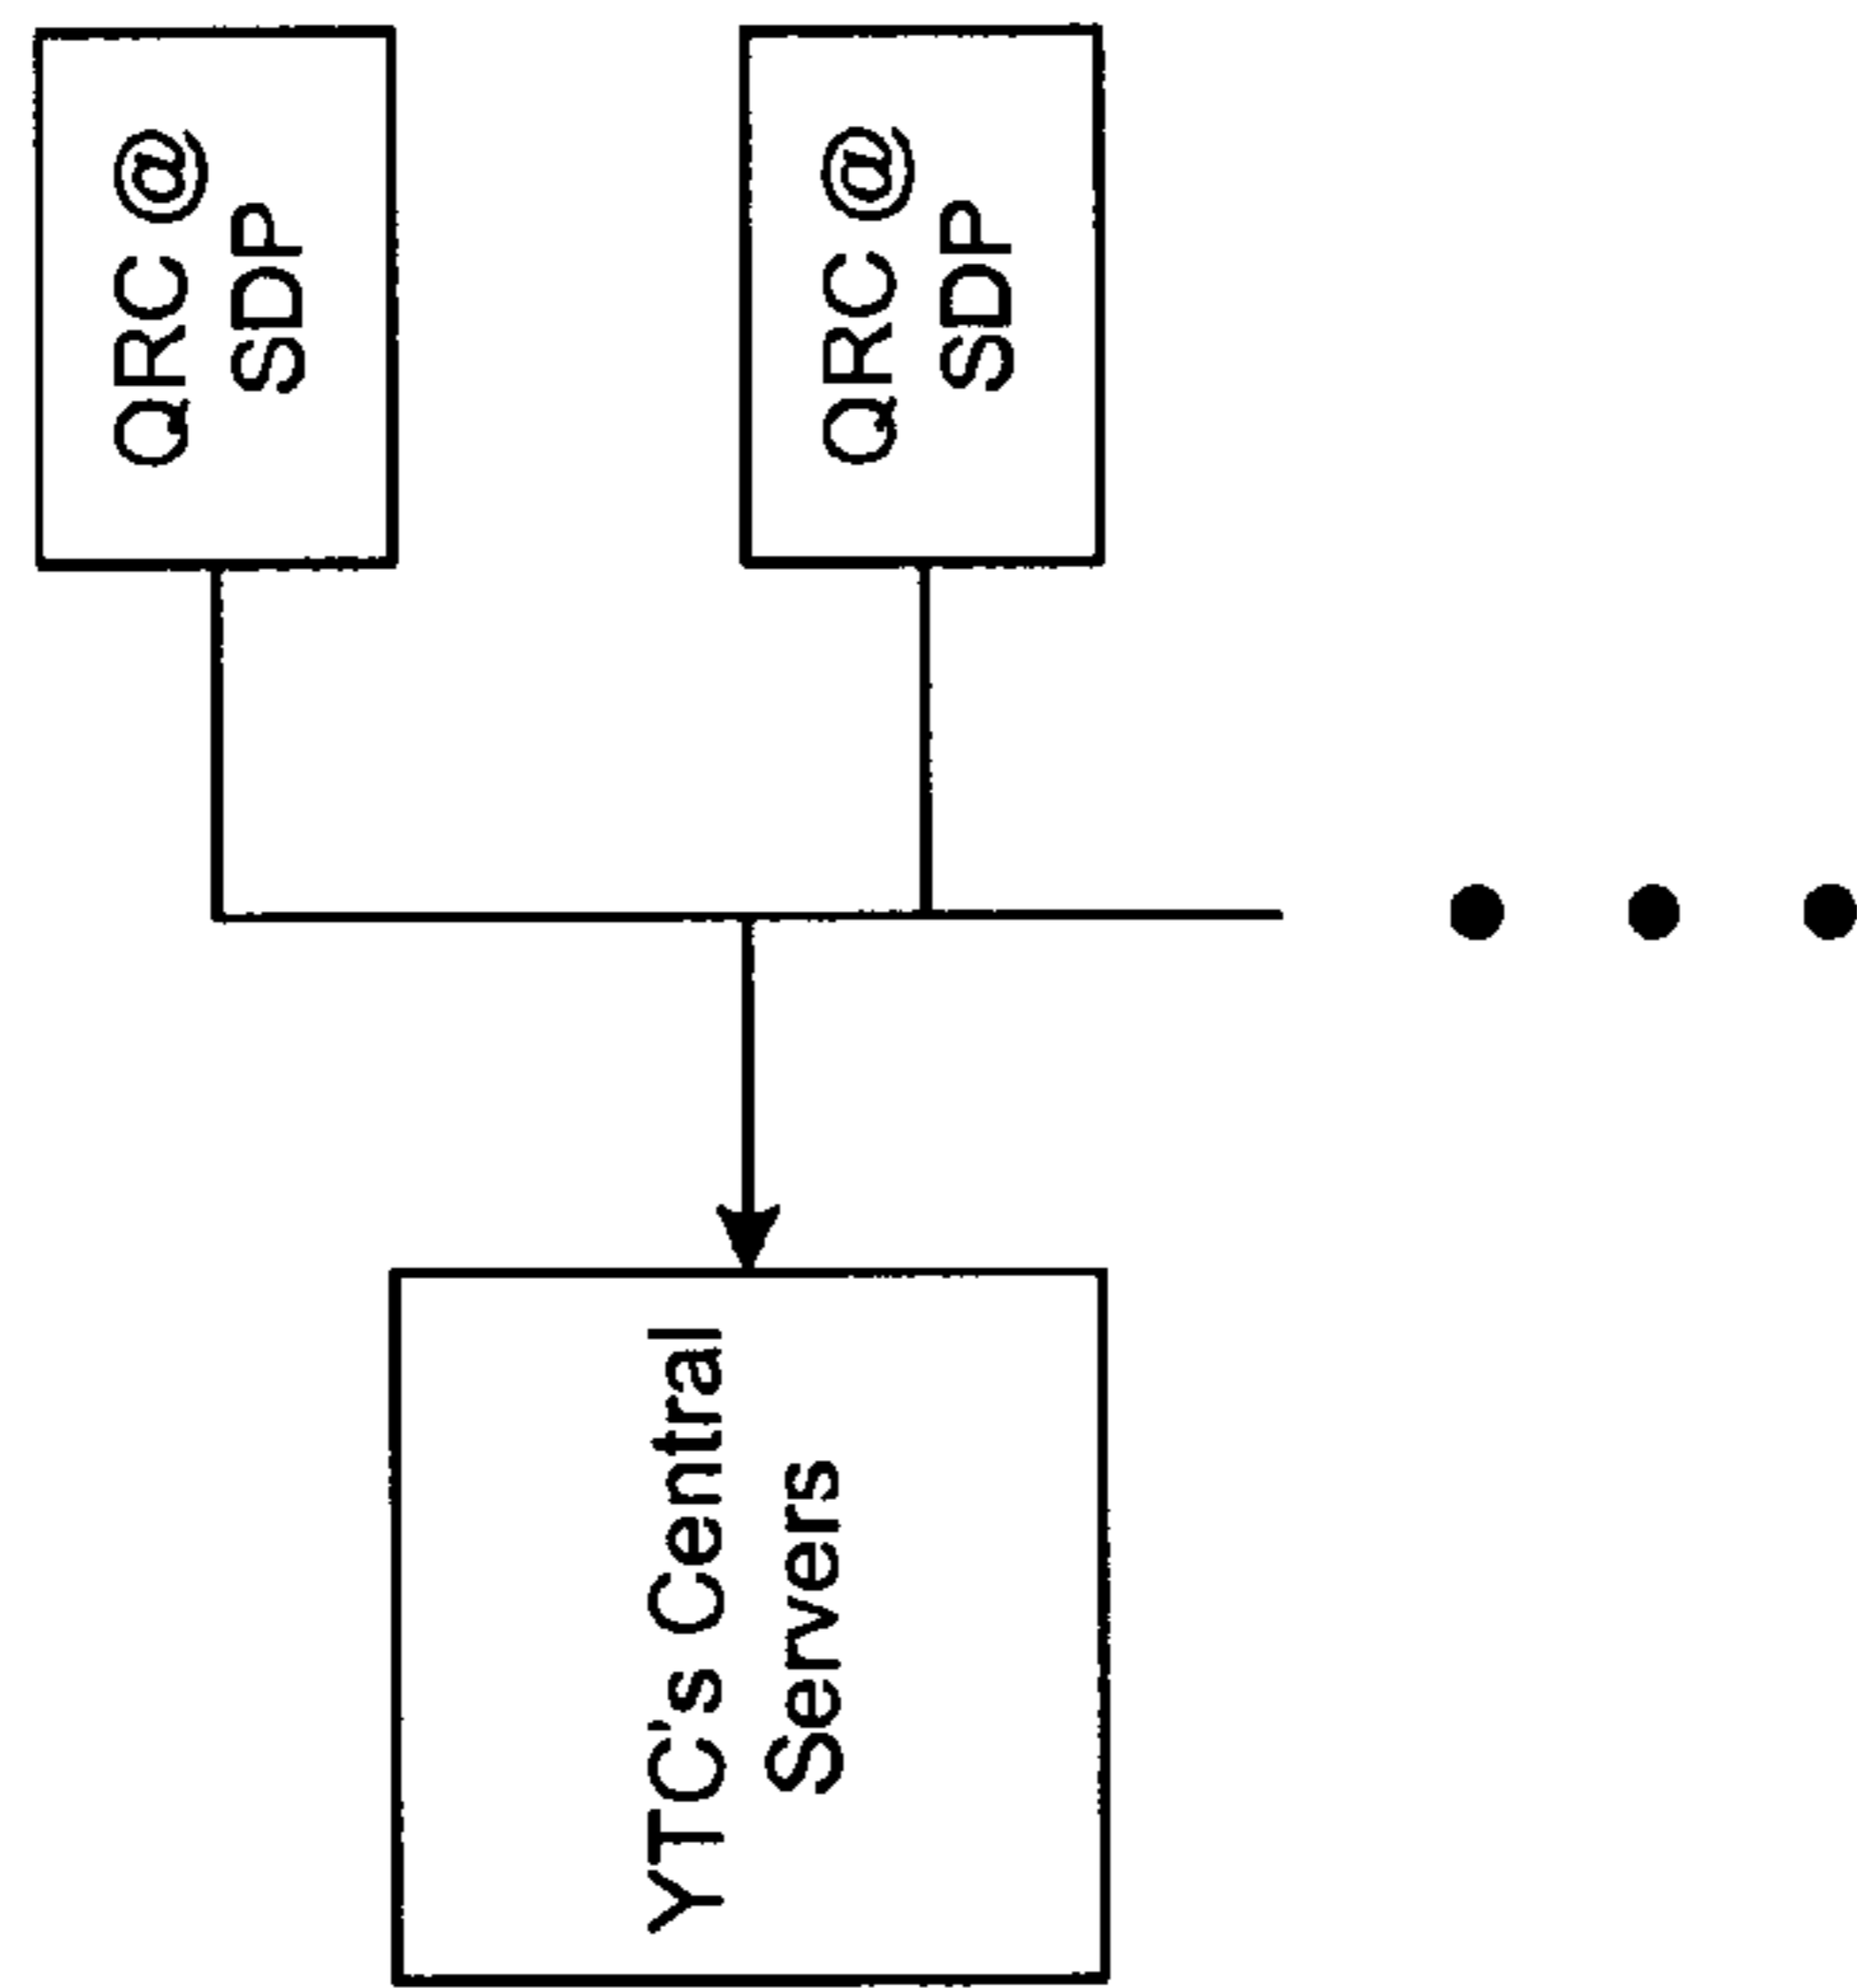 QRC @
SDP
QRC @
SDP
YTC's Central
Servers